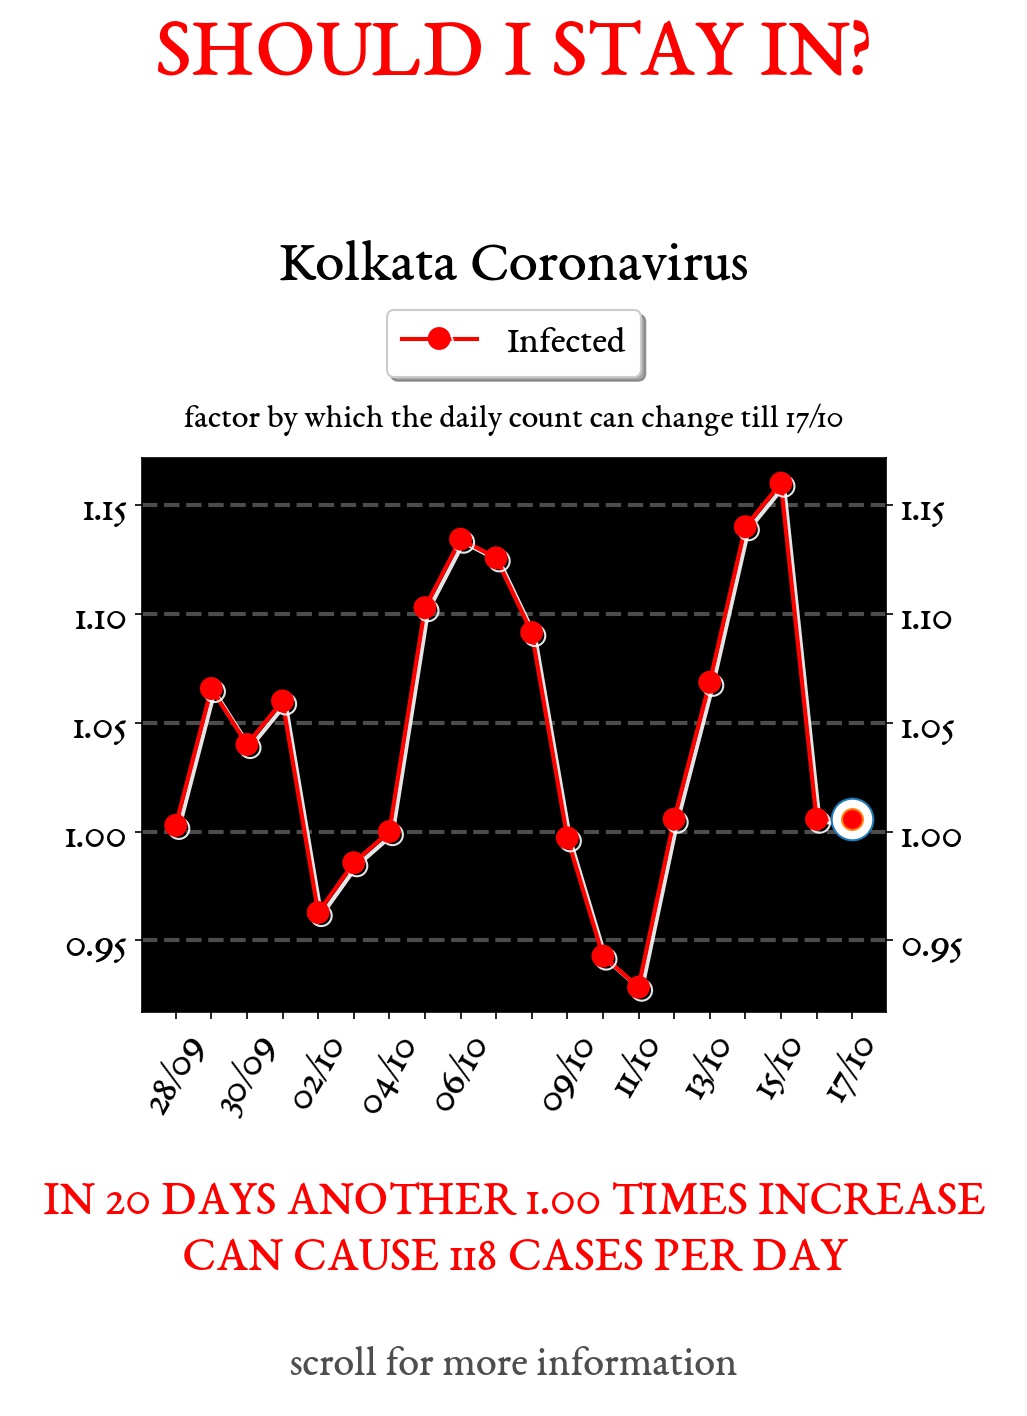 SHOULD I STAY IN?
Kolkata Coronavirus
Infected
factor by which the daily count can change till 17/10
1.15 1.15
1.10 1.10
1.05 1.05
1.00 1.00
0.95 0.95
28/09 30/09 02/10 04/10 06/10 09/10 11/10 13/10 15/10 17/10
IN 20 DAYS ANOTHER 1.00 TIMES INCREASE
CAN CAUSE 118 CASES PER DAY
scroll for more information